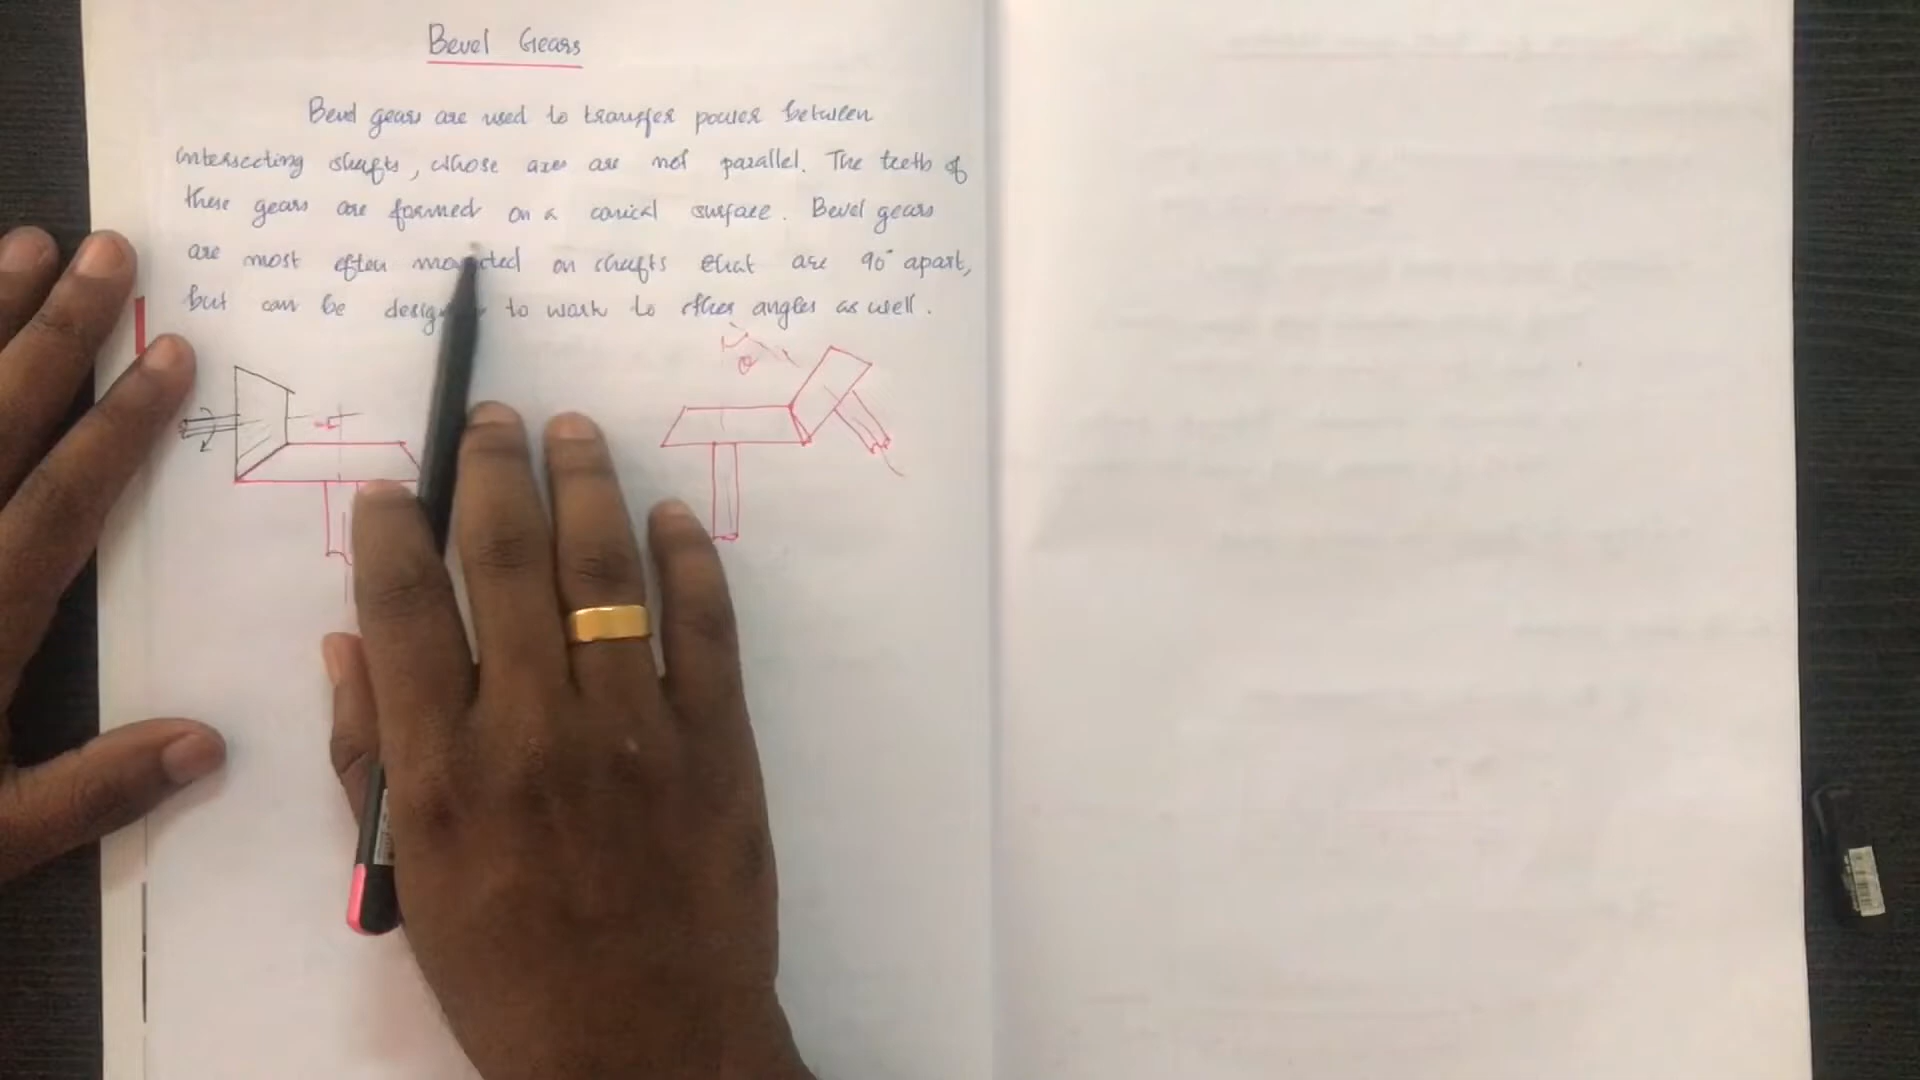 Bevel Gears
Bevel gears are used to transfer power between
intersecting shafts, whose axes are not parallel. The teeth of
these gears are formed on a conical surface. Bevel gears
are most often mounted on shafts that are 90° apart,
but can be to work to other angles as well.
θ